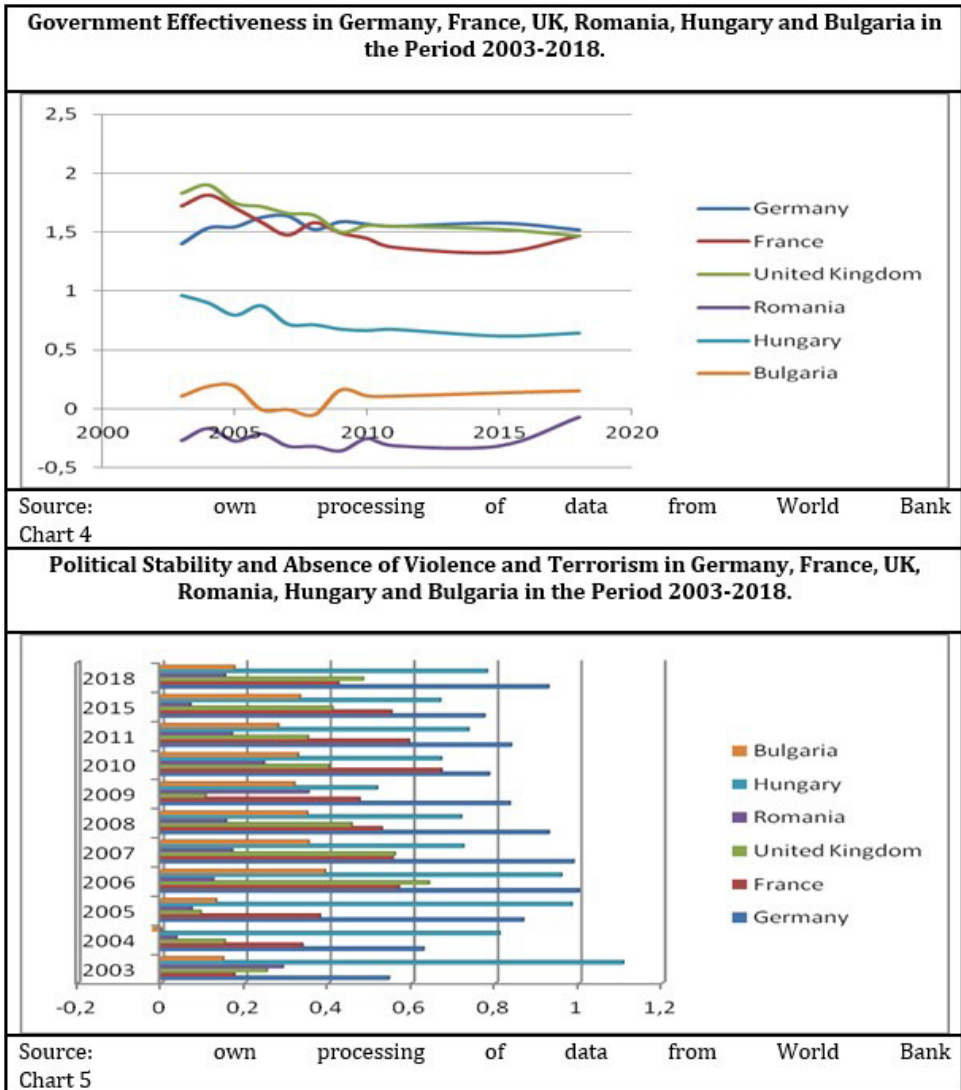 Government Effectiveness in Germany, France, UK, Romania, Hungary and Bulgaria in
the Period 2003-2018.
2,5
2
1,5
1
0,5
0
-0,5
2000
2005
2010
2015
2020
Germany
France
United Kingdom
Romania
Hungary
Bulgaria
Source: own processing of data from World Bank
Chart 4
Political Stability and Absence of Violence and Terrorism in Germany, France, UK,
Romania, Hungary and Bulgaria in the Period 2003-2018.
2018
2015
2011
2010
2009
2008
2007
2006
2005
2004
2003
-0,2
0
0,2
0,4
0,6
0,8
1
1,2
Bulgaria
Hungary
Romania
United Kingdom
France
Germany
Source: own processing of data from World Bank
Chart 5